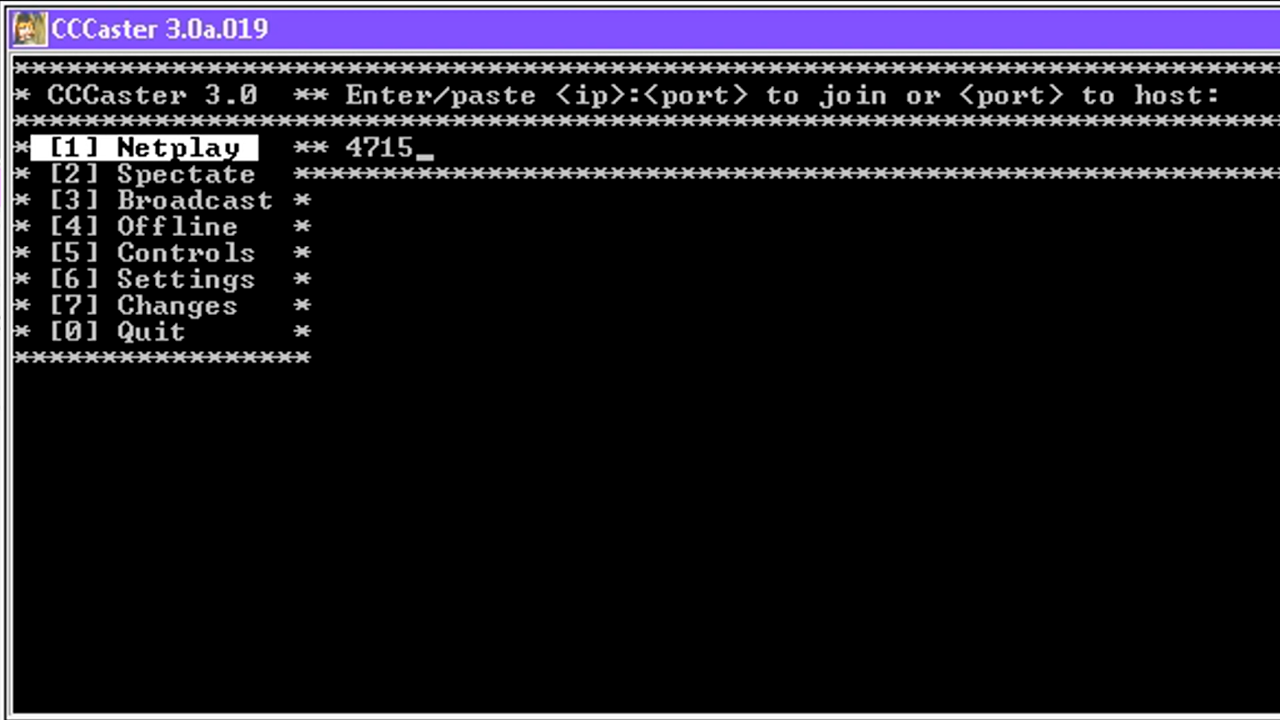 CCCaster 3.0a.019
***************************************************************************
* CCCaster 3.0  ** Enter/paste <ip>:<port> to join or <port> to host:
***************************************************************************
* [1] Netplay   ** 4715_
* [2] Spectate  **********************************************************
* [3] Broadcast *
* [4] Offline   *
* [5] Controls  *
* [6] Settings  *
* [7] Changes   *
* [0] Quit      *
*****************